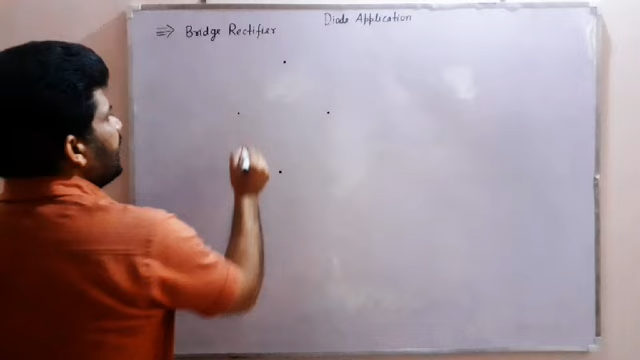 Diode Application
⇒ Bridge Rectifier